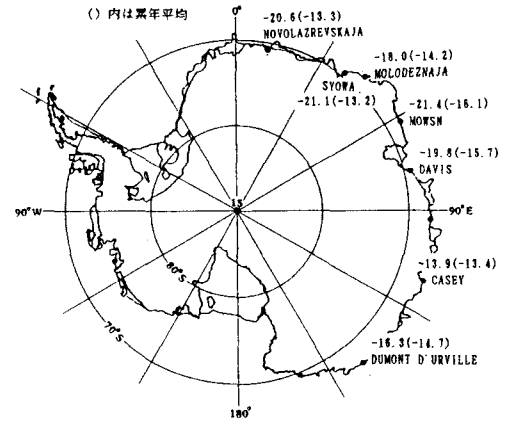 () 内は累年平均
0°
-20.6(-13.3)
NOVOLAZREVSKAJA
-18.0(-14.2)
MOLODEZNAJA
SYOWA
-21.1(-13.2)
-21.4(-16.1)
MOWSN
-19.8(-15.7)
DAVIS
90°W
15
90°E
-13.9(-13.4)
CASEY
80°S
70°S
-16.3(-14.7)
DUMONT D'URVILLE
180°